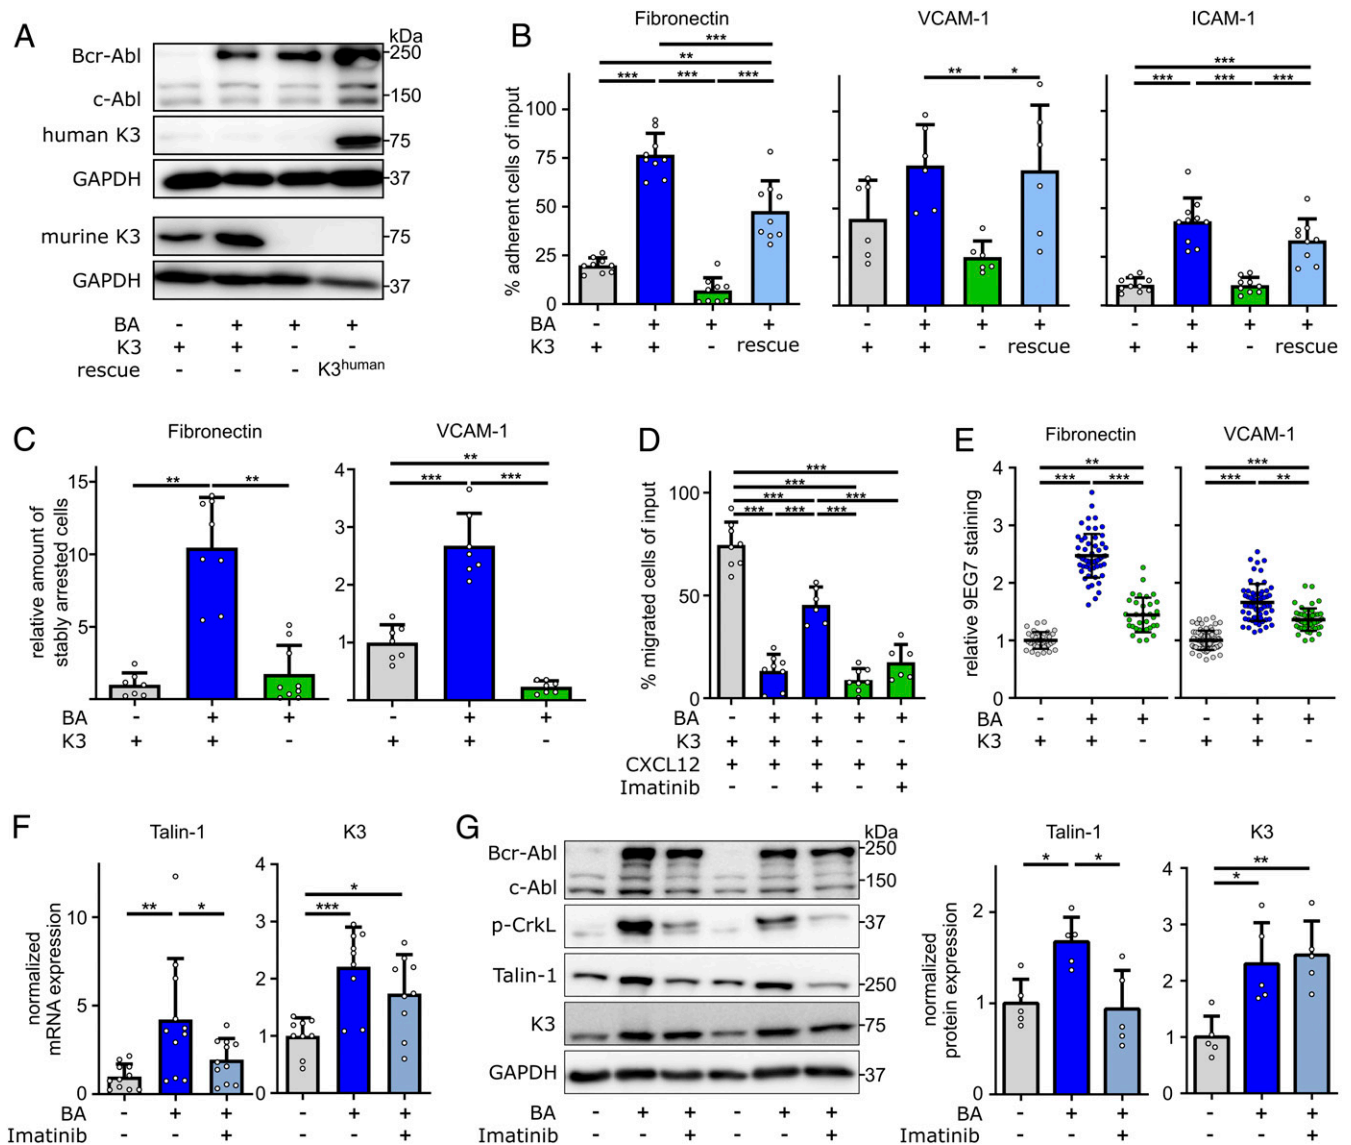 A
kDa
Bcr-Abl
250
c-Abl
150
human K3
75
GAPDH
37
murine K3
75
GAPDH
37
BA - + + +
K3 + + - -
rescue - - - K3human
B
Fibronectin VCAM-1 ICAM-1
% adherent cells of input
100
75
50
25
0
***
**
*** *** ***
** *
***
*** *** ***
BA - + + + - + + + - + + +
K3 + + - rescue + + - rescue + + - rescue
C
Fibronectin VCAM-1
relative amount of
stably arrested cells
15
10
5
** **
4
3
2
1
**
*** ***
BA - + + - + +
K3 + + - + + -
D
% migrated cells of input
100
50
0
***
***
*** ***
*** *** ***
BA - + + + +
K3 + + + - -
CXCL12 + + + + +
Imatinib - - + - +
E
Fibronectin VCAM-1
relative 9EG7 staining
4
3
2
1
0
**
*** ***
***
*** **
BA - + + - + +
K3 + + - + + -
F
Talin-1 K3
normalized
mRNA expression
10
5
0
** *
4
3
2
1
0
*
***
BA - + + - + +
Imatinib - - + - - +
G
kDa
Bcr-Abl
250
c-Abl
150
p-CrkL
37
Talin-1
250
K3
75
GAPDH
37
BA - + + - + +
Imatinib - - + - - +
Talin-1 K3
normalized
protein expression
2
1
0
* *
4
3
2
1
0
**
*
BA - + + - + +
Imatinib - - + - - +